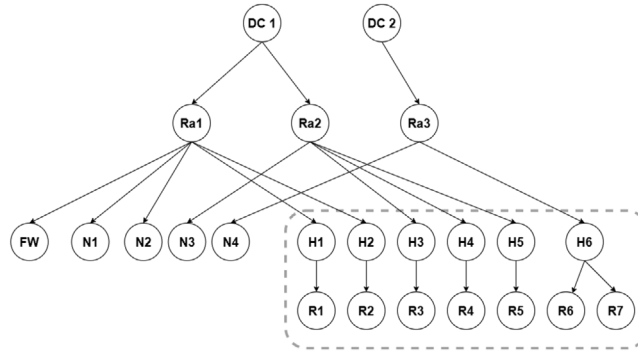 DC 1 DC 2
Ra1 Ra2 Ra3
FW N1 N2 N3 N4 H1 H2 H3 H4 H5 H6
R1 R2 R3 R4 R5 R6 R7